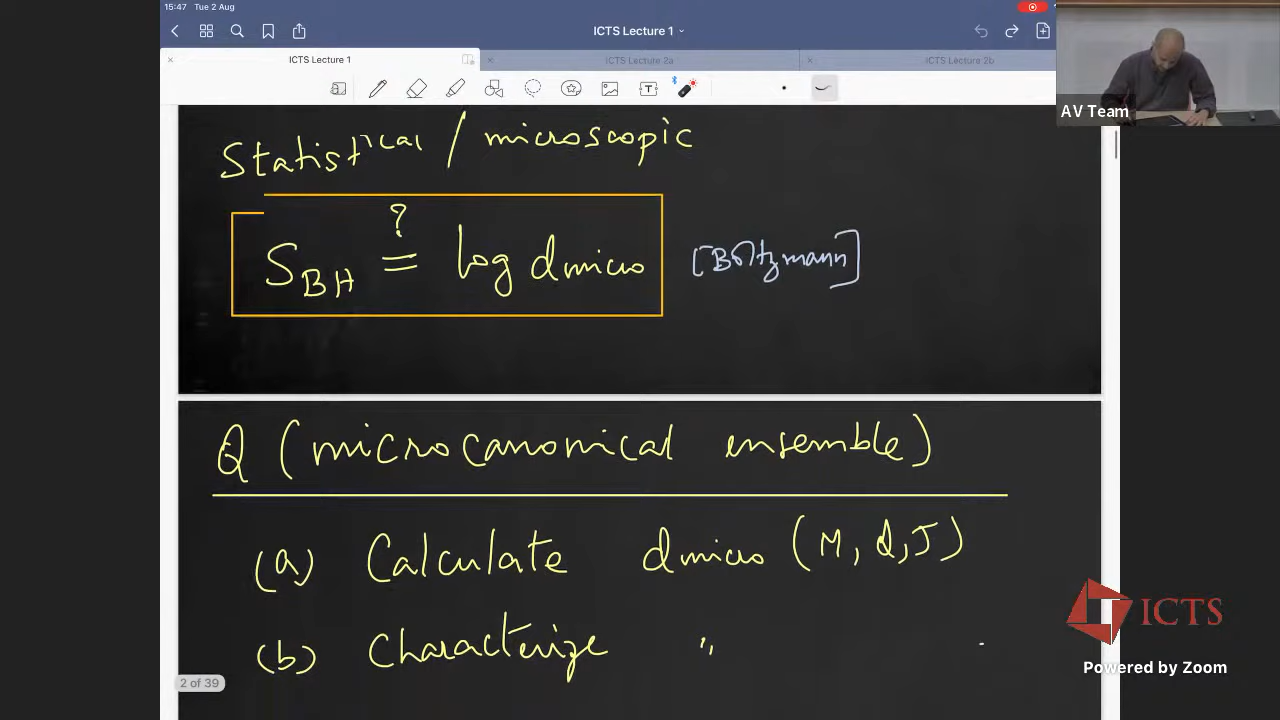 15:47 Tue 2 Aug
ICTS Lecture 1
ICTS Lecture 1
ICTS Lecture 2a
ICTS Lecture 2b
AV Team
Statistical / microscopic
?
S_BH = log dmicro [Boltzmann]
Q (microcanonical ensemble)
(a) Calculate dmicro (M, Q, J)
(b) Characterize "
2 of 39
ICTS
Powered by Zoom